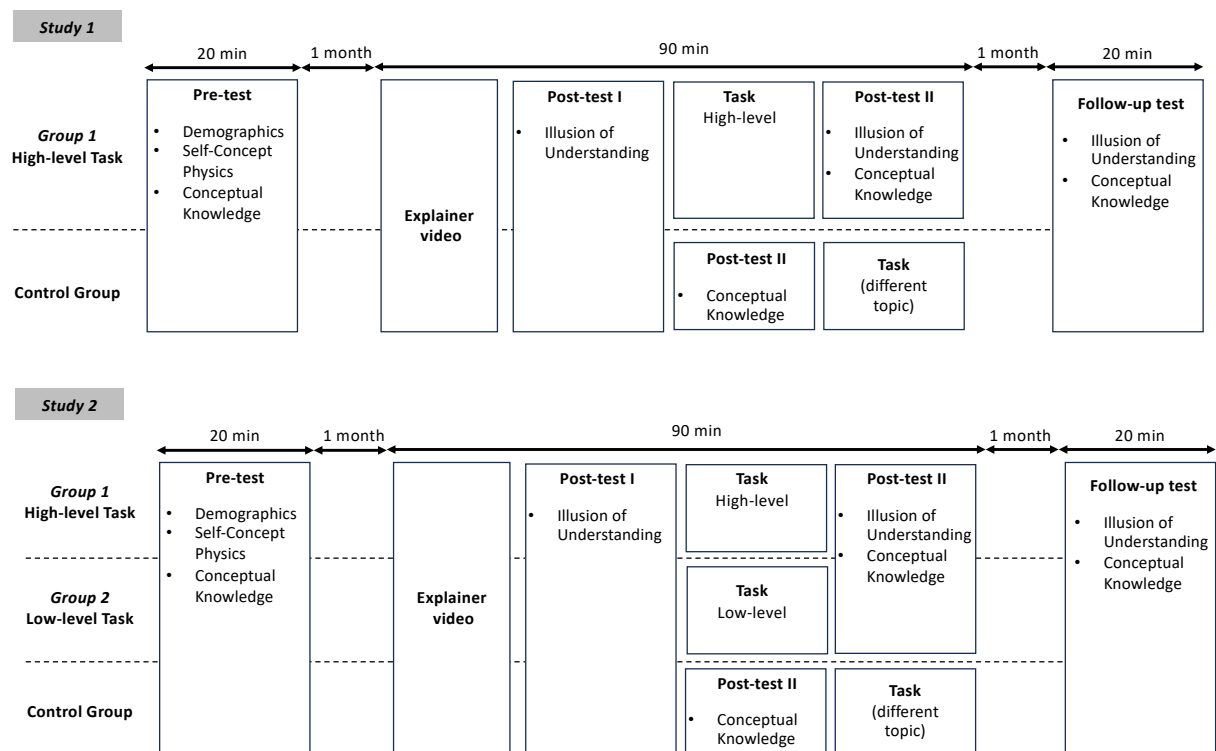 Study 1
20 min
1 month
90 min
1 month
20 min
Group 1
High-level Task
Pre-test
• Demographics
• Self-Concept
Physics
• Conceptual
Knowledge
Explainer
video
Post-test I
• Illusion of
Understanding
Task
High-level
Post-test II
• Illusion of
Understanding
• Conceptual
Knowledge
Follow-up test
• Illusion of
Understanding
• Conceptual
Knowledge
Control Group
Post-test II
• Conceptual
Knowledge
Task
(different
topic)
Study 2
20 min
1 month
90 min
1 month
20 min
Group 1
High-level Task
Pre-test
• Demographics
• Self-Concept
Physics
• Conceptual
Knowledge
Explainer
video
Post-test I
• Illusion of
Understanding
Task
High-level
Post-test II
• Illusion of
Understanding
• Conceptual
Knowledge
Follow-up test
• Illusion of
Understanding
• Conceptual
Knowledge
Group 2
Low-level Task
Task
Low-level
Control Group
Post-test II
• Conceptual
Knowledge
Task
(different
topic)